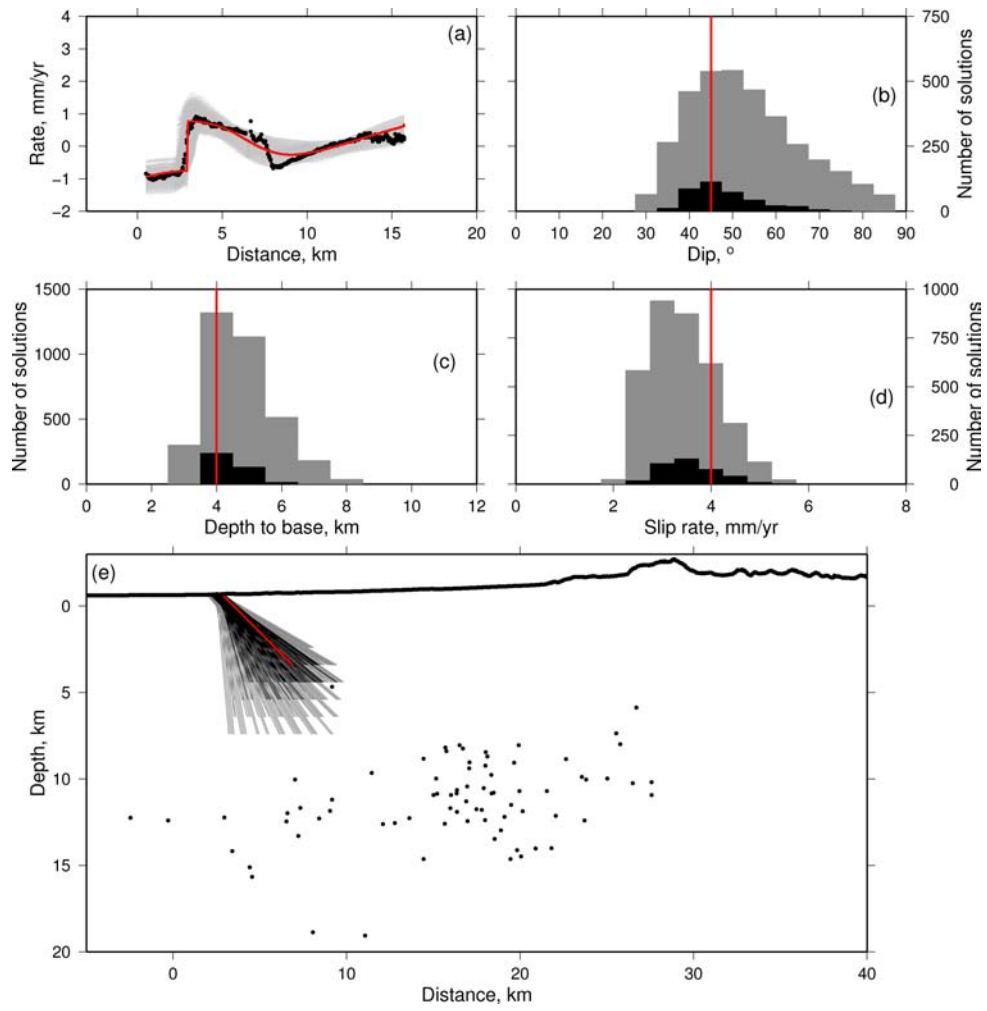 4
3
2
1
0
−1
−2
Rate, mm/yr
(a)
0 5 10 15 20
Distance, km
750
500
250
0
Number of solutions
(b)
0 10 20 30 40 50 60 70 80 90
Dip, °
1500
1000
500
0
Number of solutions
(c)
0 2 4 6 8 10 12
Depth to base, km
1000
750
500
250
0
Number of solutions
(d)
0 2 4 6 8
Slip rate, mm/yr
(e)
0
5
10
15
20
Depth, km
0 10 20 30 40
Distance, km